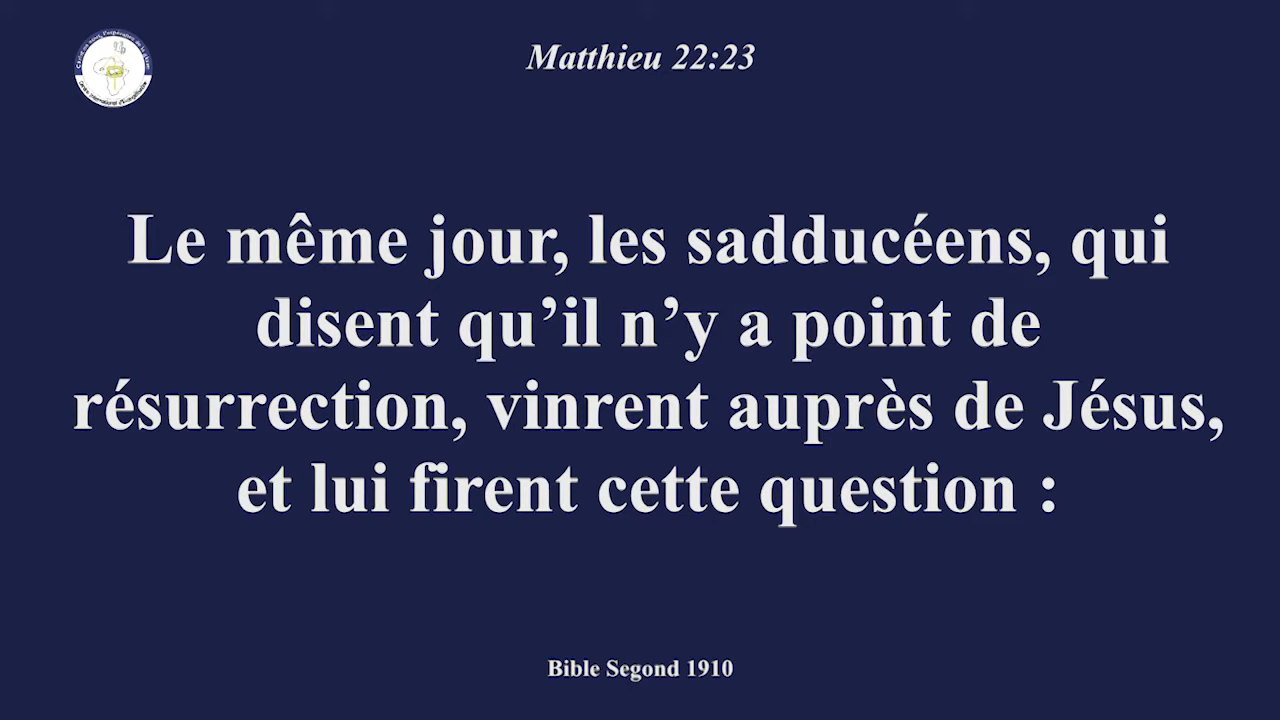 Matthieu 22:23
Le même jour, les sadducéens, qui
disent qu’il n’y a point de
résurrection, vinrent auprès de Jésus,
et lui firent cette question :
Bible Segond 1910